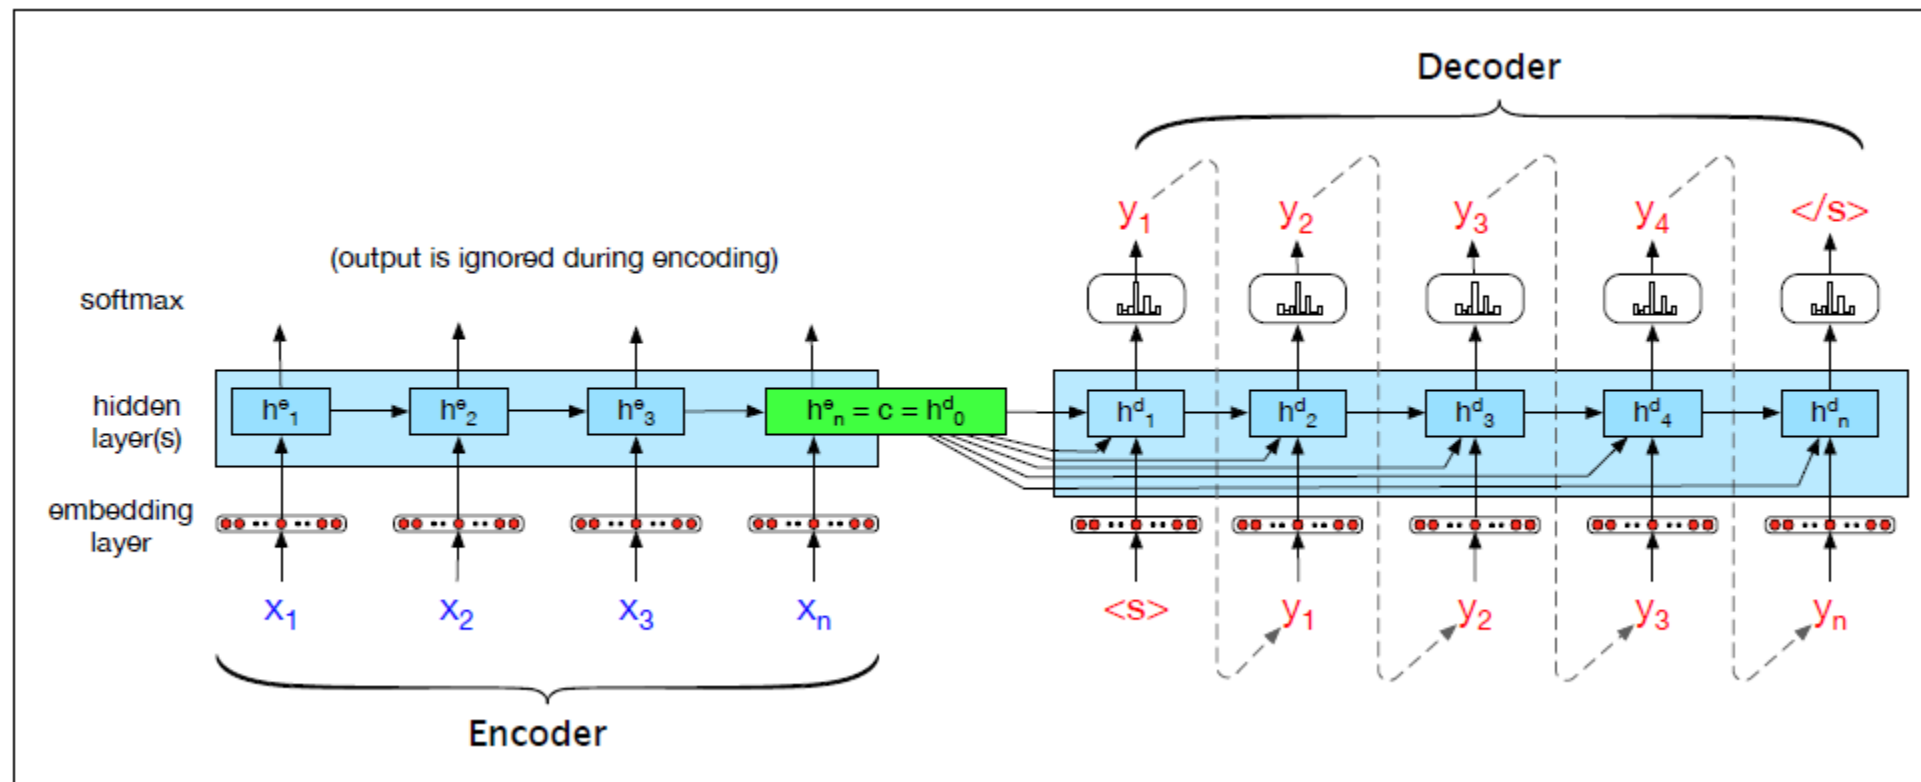 Decoder
y1 y2 y3 y4 </s>
(output is ignored during encoding)
softmax
hidden
layer(s)
he1 he2 he3 hen = c = hd0 hd1 hd2 hd3 hd4 hdn
embedding
layer
x1 x2 x3 xn <s> y1 y2 y3 yn
Encoder